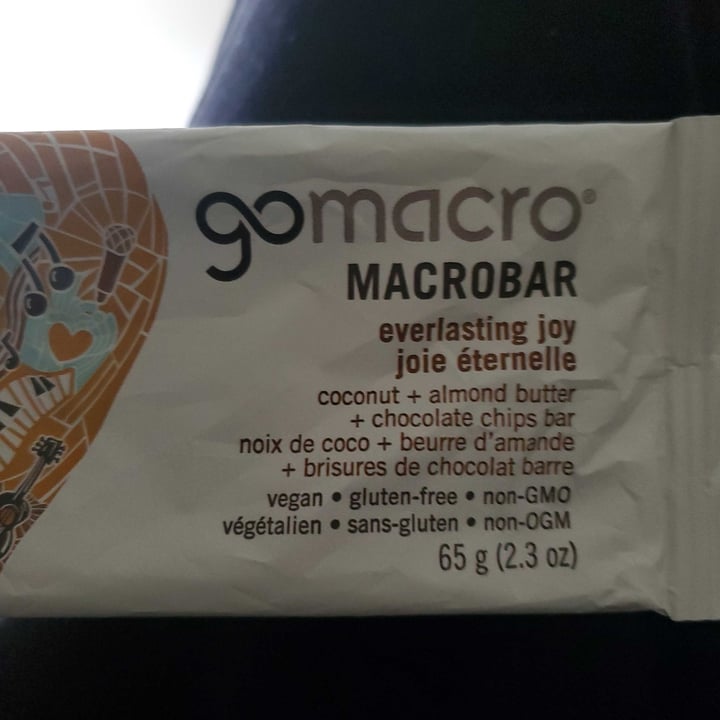 gomacro®
MACROBAR
everlasting joy
joie éternelle
coconut + almond butter
+ chocolate chips bar
noix de coco + beurre d'amande
+ brisures de chocolat barre
vegan • gluten-free • non-GMO
végétalien • sans-gluten • non-OGM
65 g (2.3 oz)